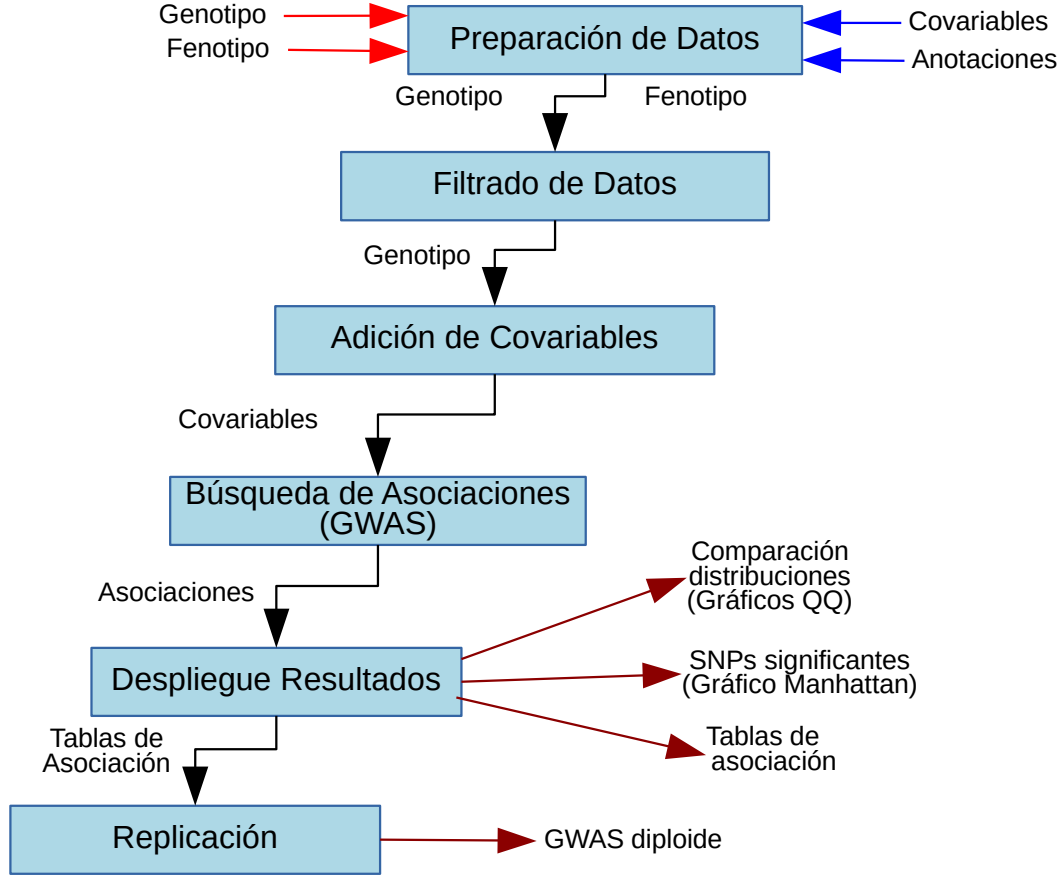 Genotipo
Fenotipo
Preparación de Datos
Covariables
Anotaciones
Genotipo
Fenotipo
Filtrado de Datos
Genotipo
Adición de Covariables
Covariables
Búsqueda de Asociaciones
(GWAS)
Asociaciones
Comparación
distribuciones
(Gráficos QQ)
Despliegue Resultados
SNPs significantes
(Gráfico Manhattan)
Tablas de
asociación
Tablas de
Asociación
Replicación
GWAS diploide